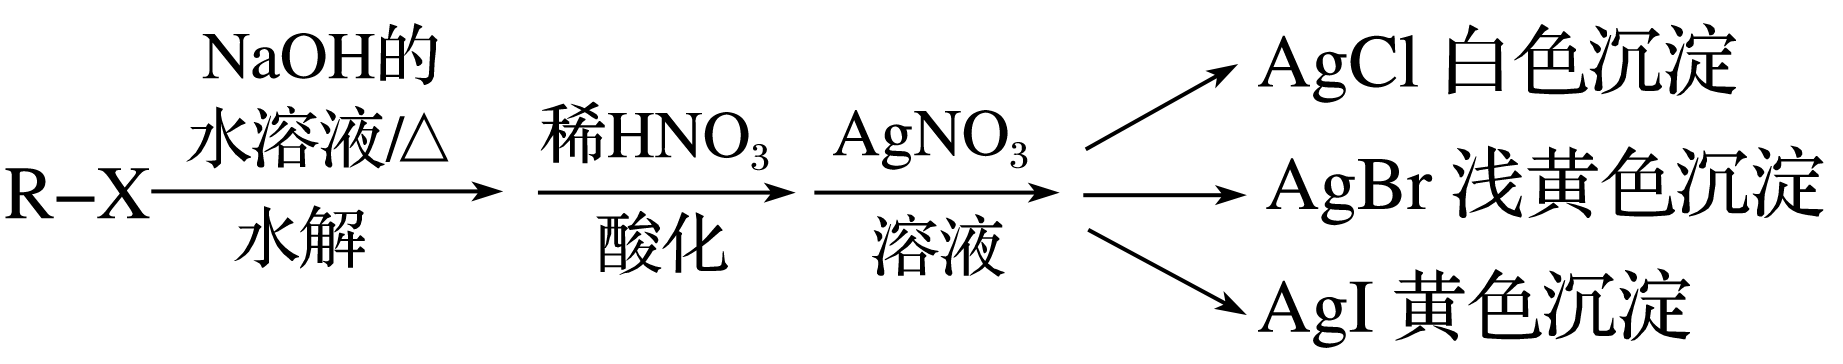 R–X
NaOH的
水溶液/△
水解
稀HNO₃
酸化
AgNO₃
溶液
AgCl 白色沉淀
AgBr 浅黄色沉淀
AgI 黄色沉淀